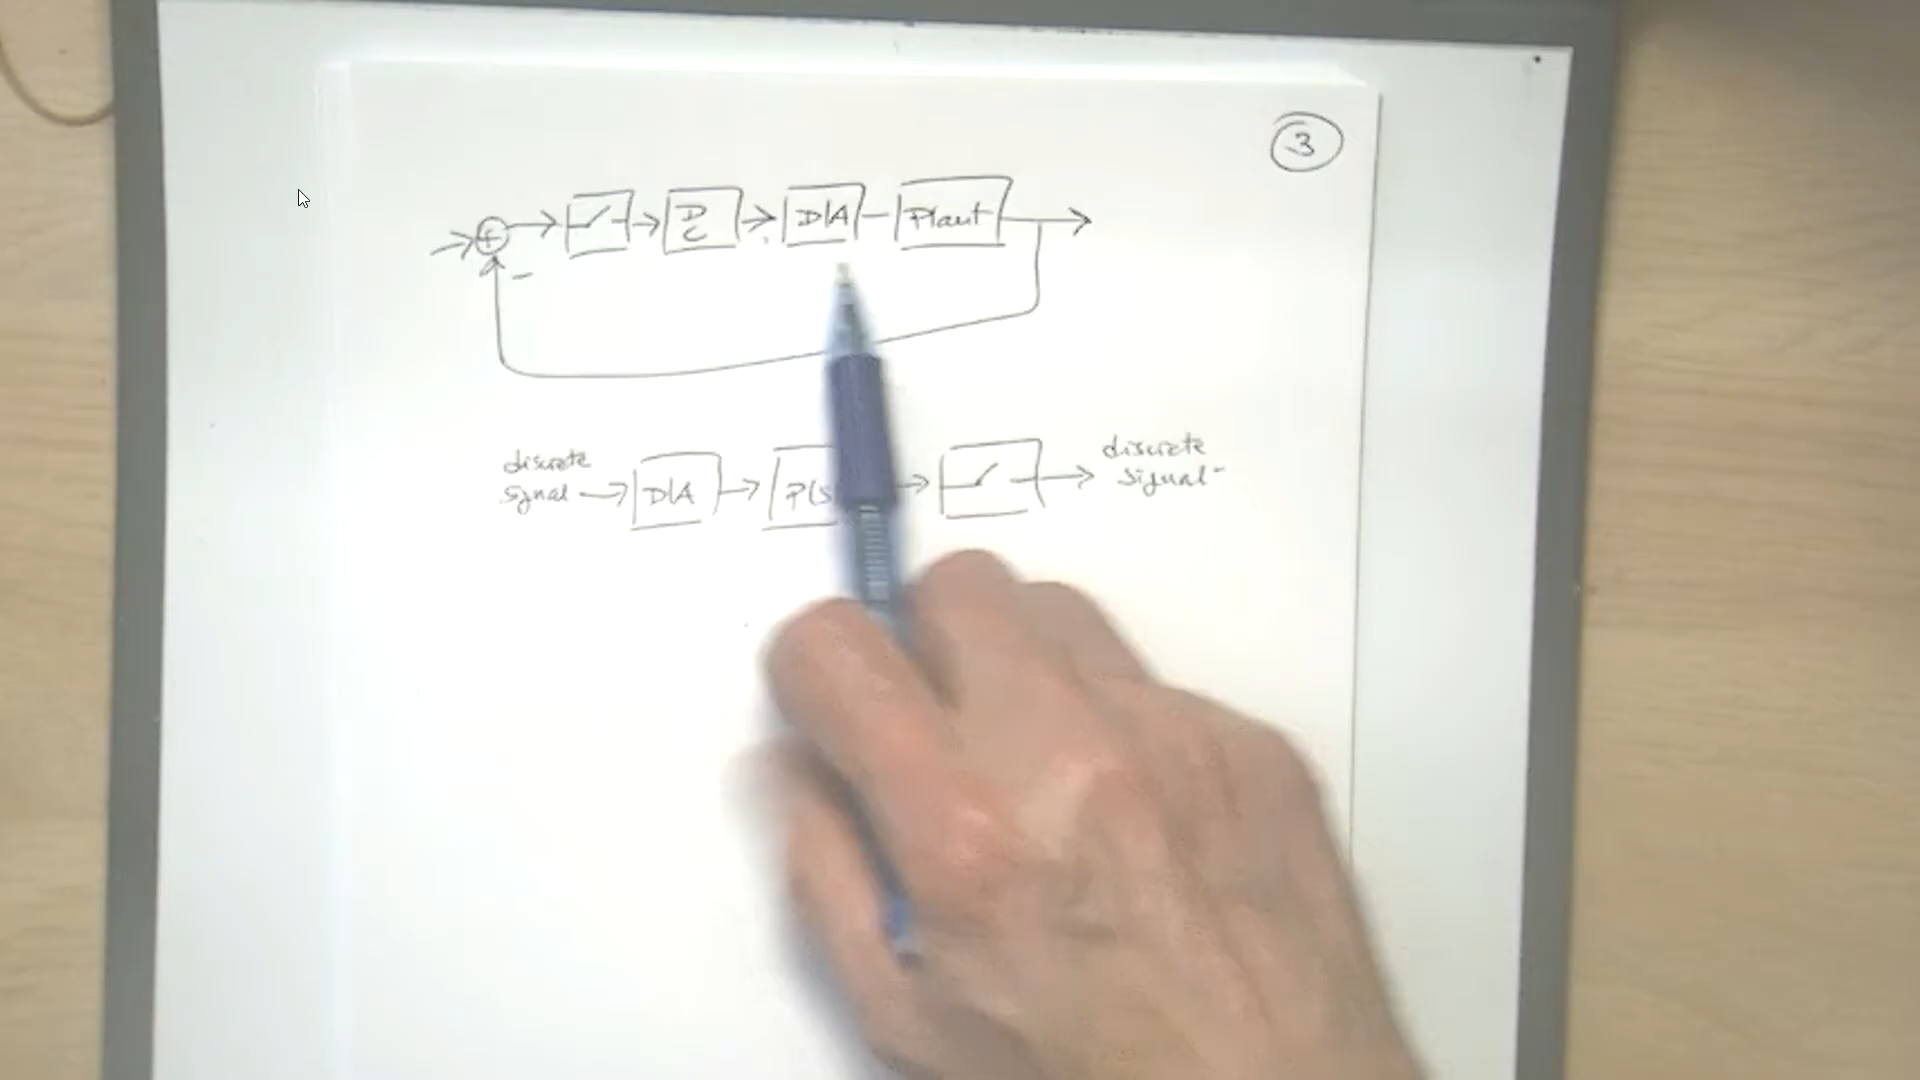 3
+
D
C
D/A
Plant
-
discrete
signal
D/A
P(s
discrete
signal